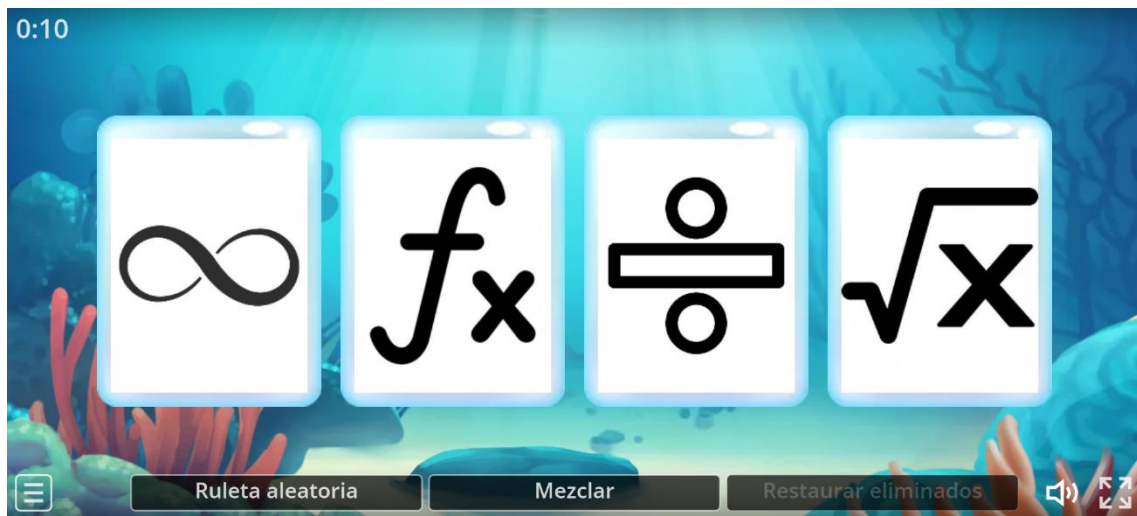 0:10
∞
fx
÷
√x
Ruleta aleatoria
Mezclar
Restaurar eliminados